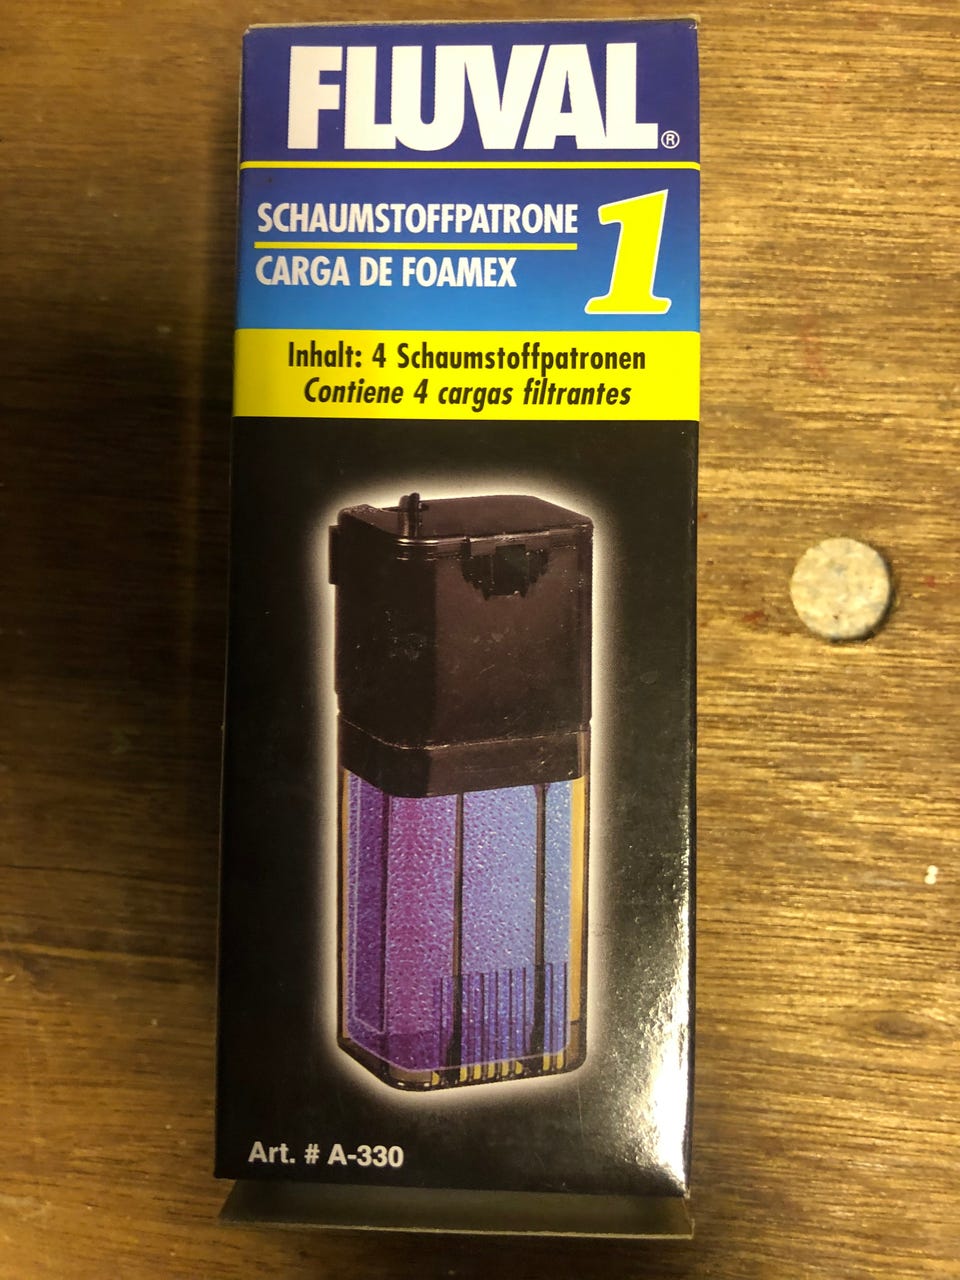 FLUVAL®
SCHAUMSTOFFPATRONE
CARGA DE FOAMEX
1
Inhalt: 4 Schaumstoffpatronen
Contiene 4 cargas filtrantes
Art. # A-330